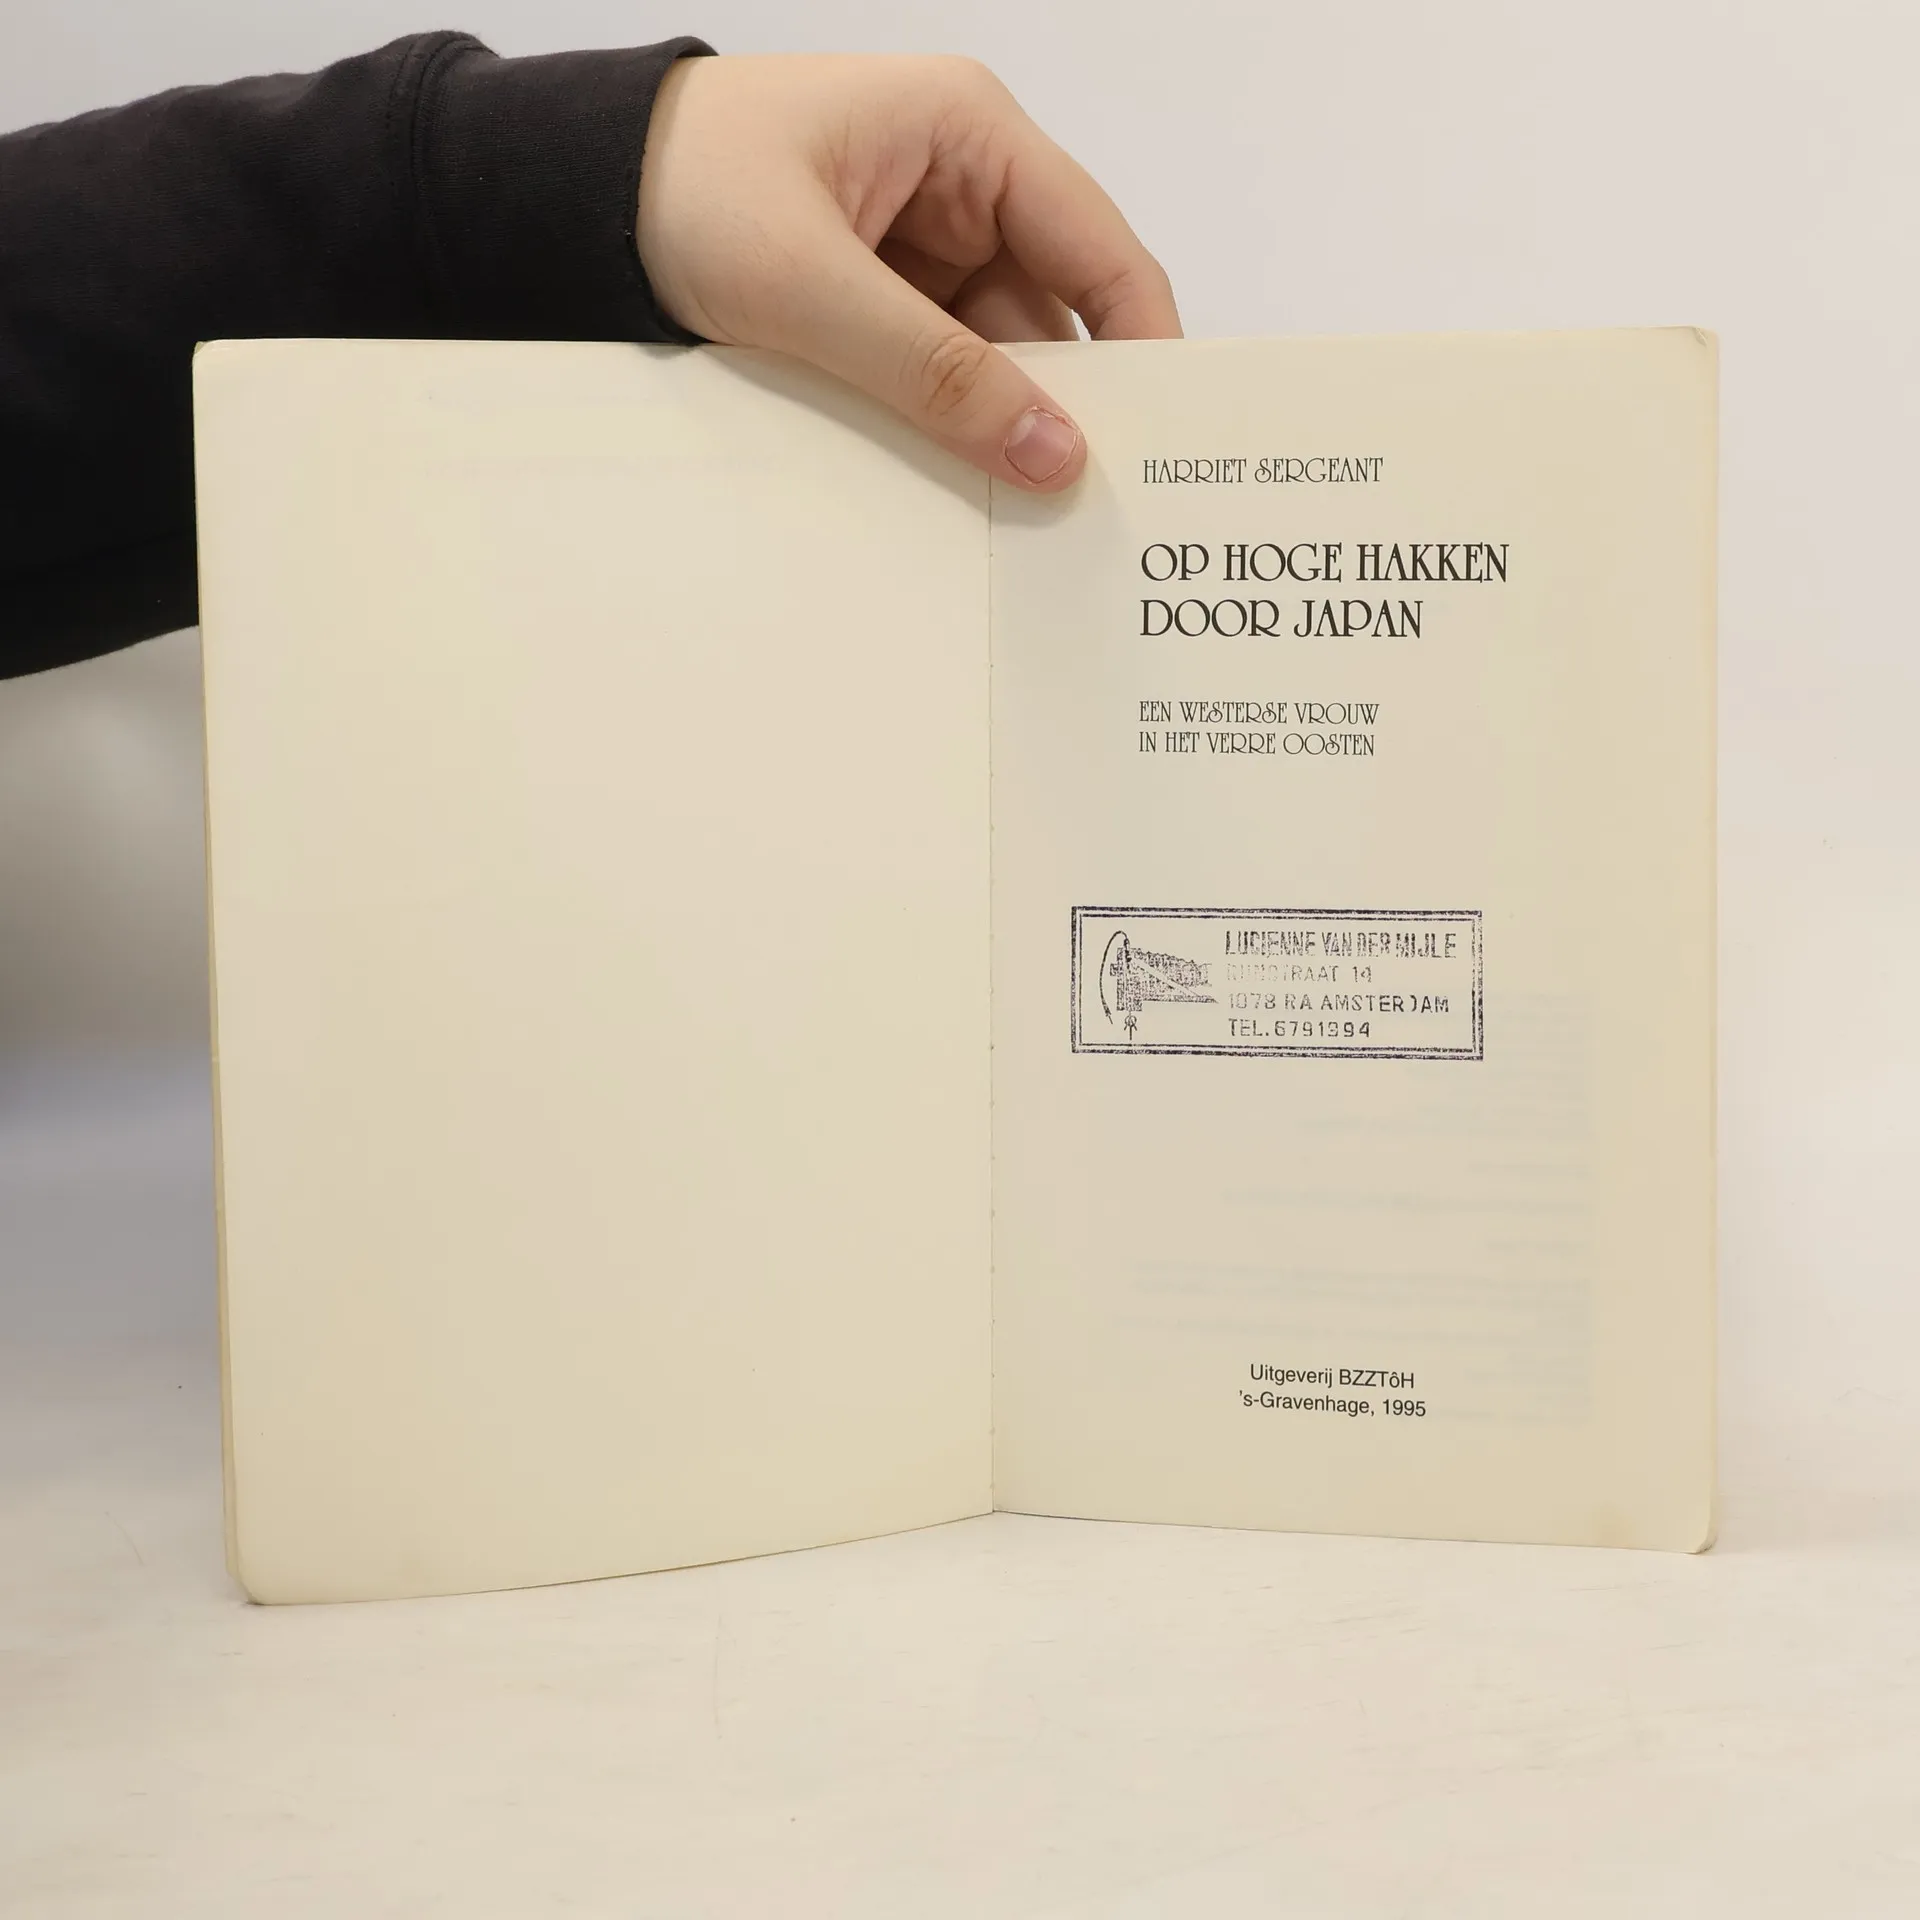 HARRIET SERGEANT
OP HOGE HAKKEN
DOOR JAPAN
EEN WESTERSE VROUW
IN HET VERRE OOSTEN
LUCIENNE VAN DER MIJLE
14
1078 RA AMSTERDAM
TEL. 6791394
Uitgeverij BZZTôH
's-Gravenhage, 1995